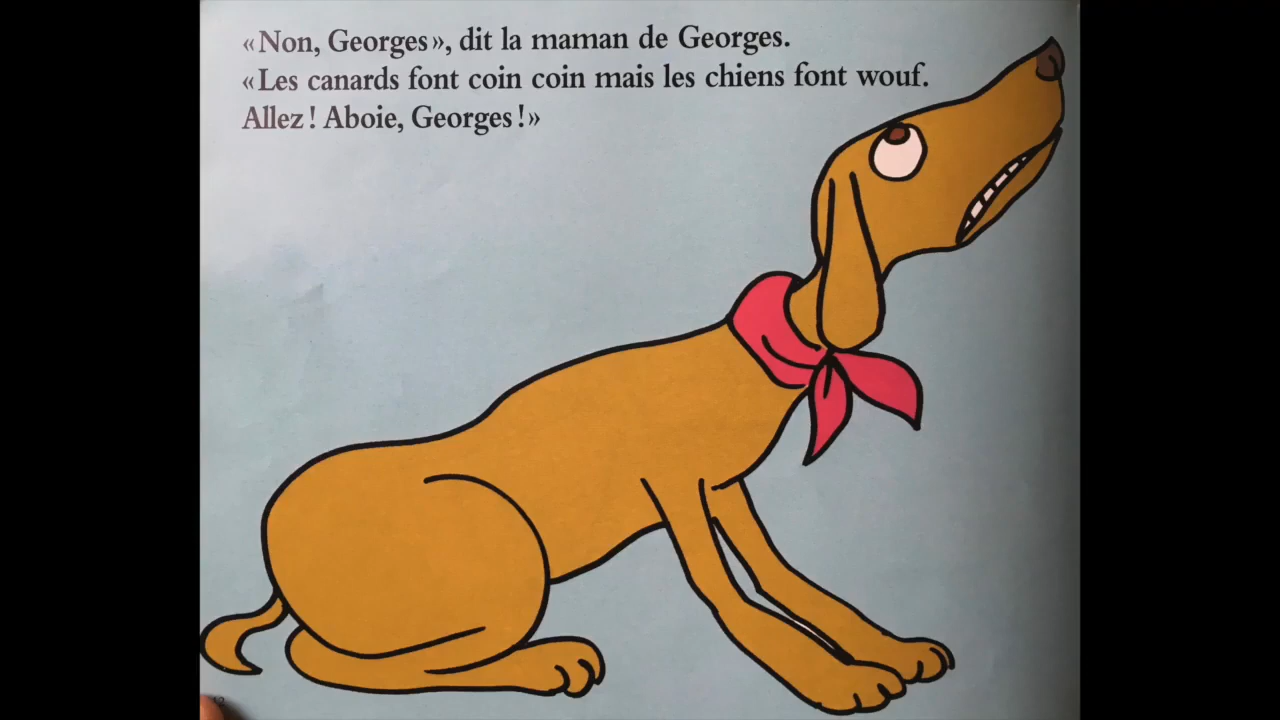 «Non, Georges», dit la maman de Georges.
«Les canards font coin coin mais les chiens font wouf.
Allez ! Aboie, Georges !»